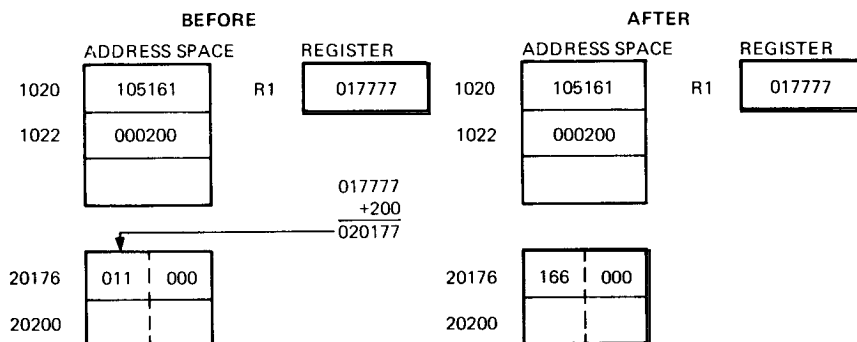 BEFORE
ADDRESS SPACE REGISTER
1020 105161 R1 017777
1022 000200
017777
+200
020177
20176 011 000
20200
AFTER
ADDRESS SPACE REGISTER
1020 105161 R1 017777
1022 000200
20176 166 000
20200